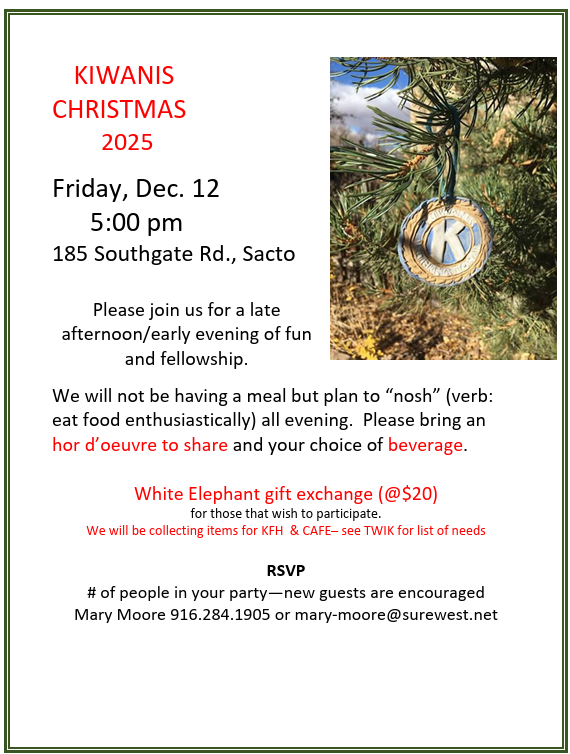 KIWANIS
CHRISTMAS
2025
Friday, Dec. 12
5:00 pm
185 Southgate Rd., Sacto
Please join us for a late
afternoon/early evening of fun
and fellowship.
K
We will not be having a meal but plan to “nosh” (verb:
eat food enthusiastically) all evening.  Please bring an
hor d’oeuvre to share and your choice of beverage.
White Elephant gift exchange (@$20)
for those that wish to participate.
We will be collecting items for KFH  & CAFE– see TWIK for list of needs
RSVP
# of people in your party—new guests are encouraged
Mary Moore 916.284.1905 or mary-moore@surewest.net